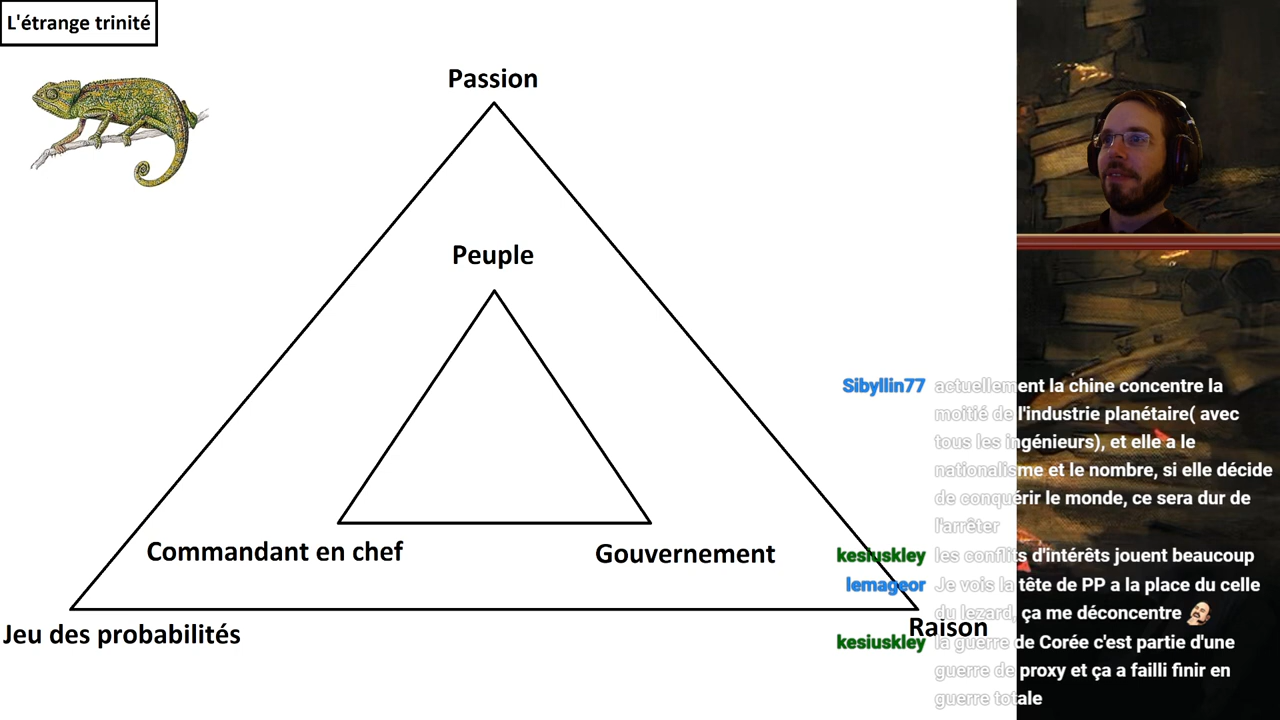 L'étrange trinité
Passion
Peuple
Commandant en chef
Gouvernement
Jeu des probabilités
Raison
Sibyllin77 actuellement la chine concentre la
moitié de l'industrie planétaire( avec
tous les ingénieurs), et elle a le
nationalisme et le nombre, si elle décide
de conquérir le monde, ce sera dur de
l'arrêter
kesiuskley les conflits d'intérêts jouent beaucoup
lemageor Je vois la tête de PP a la place du celle
du lezard, ça me déconcentre
kesiuskley la guerre de Corée c'est partie d'une
guerre de proxy et ça a failli finir en
guerre totale